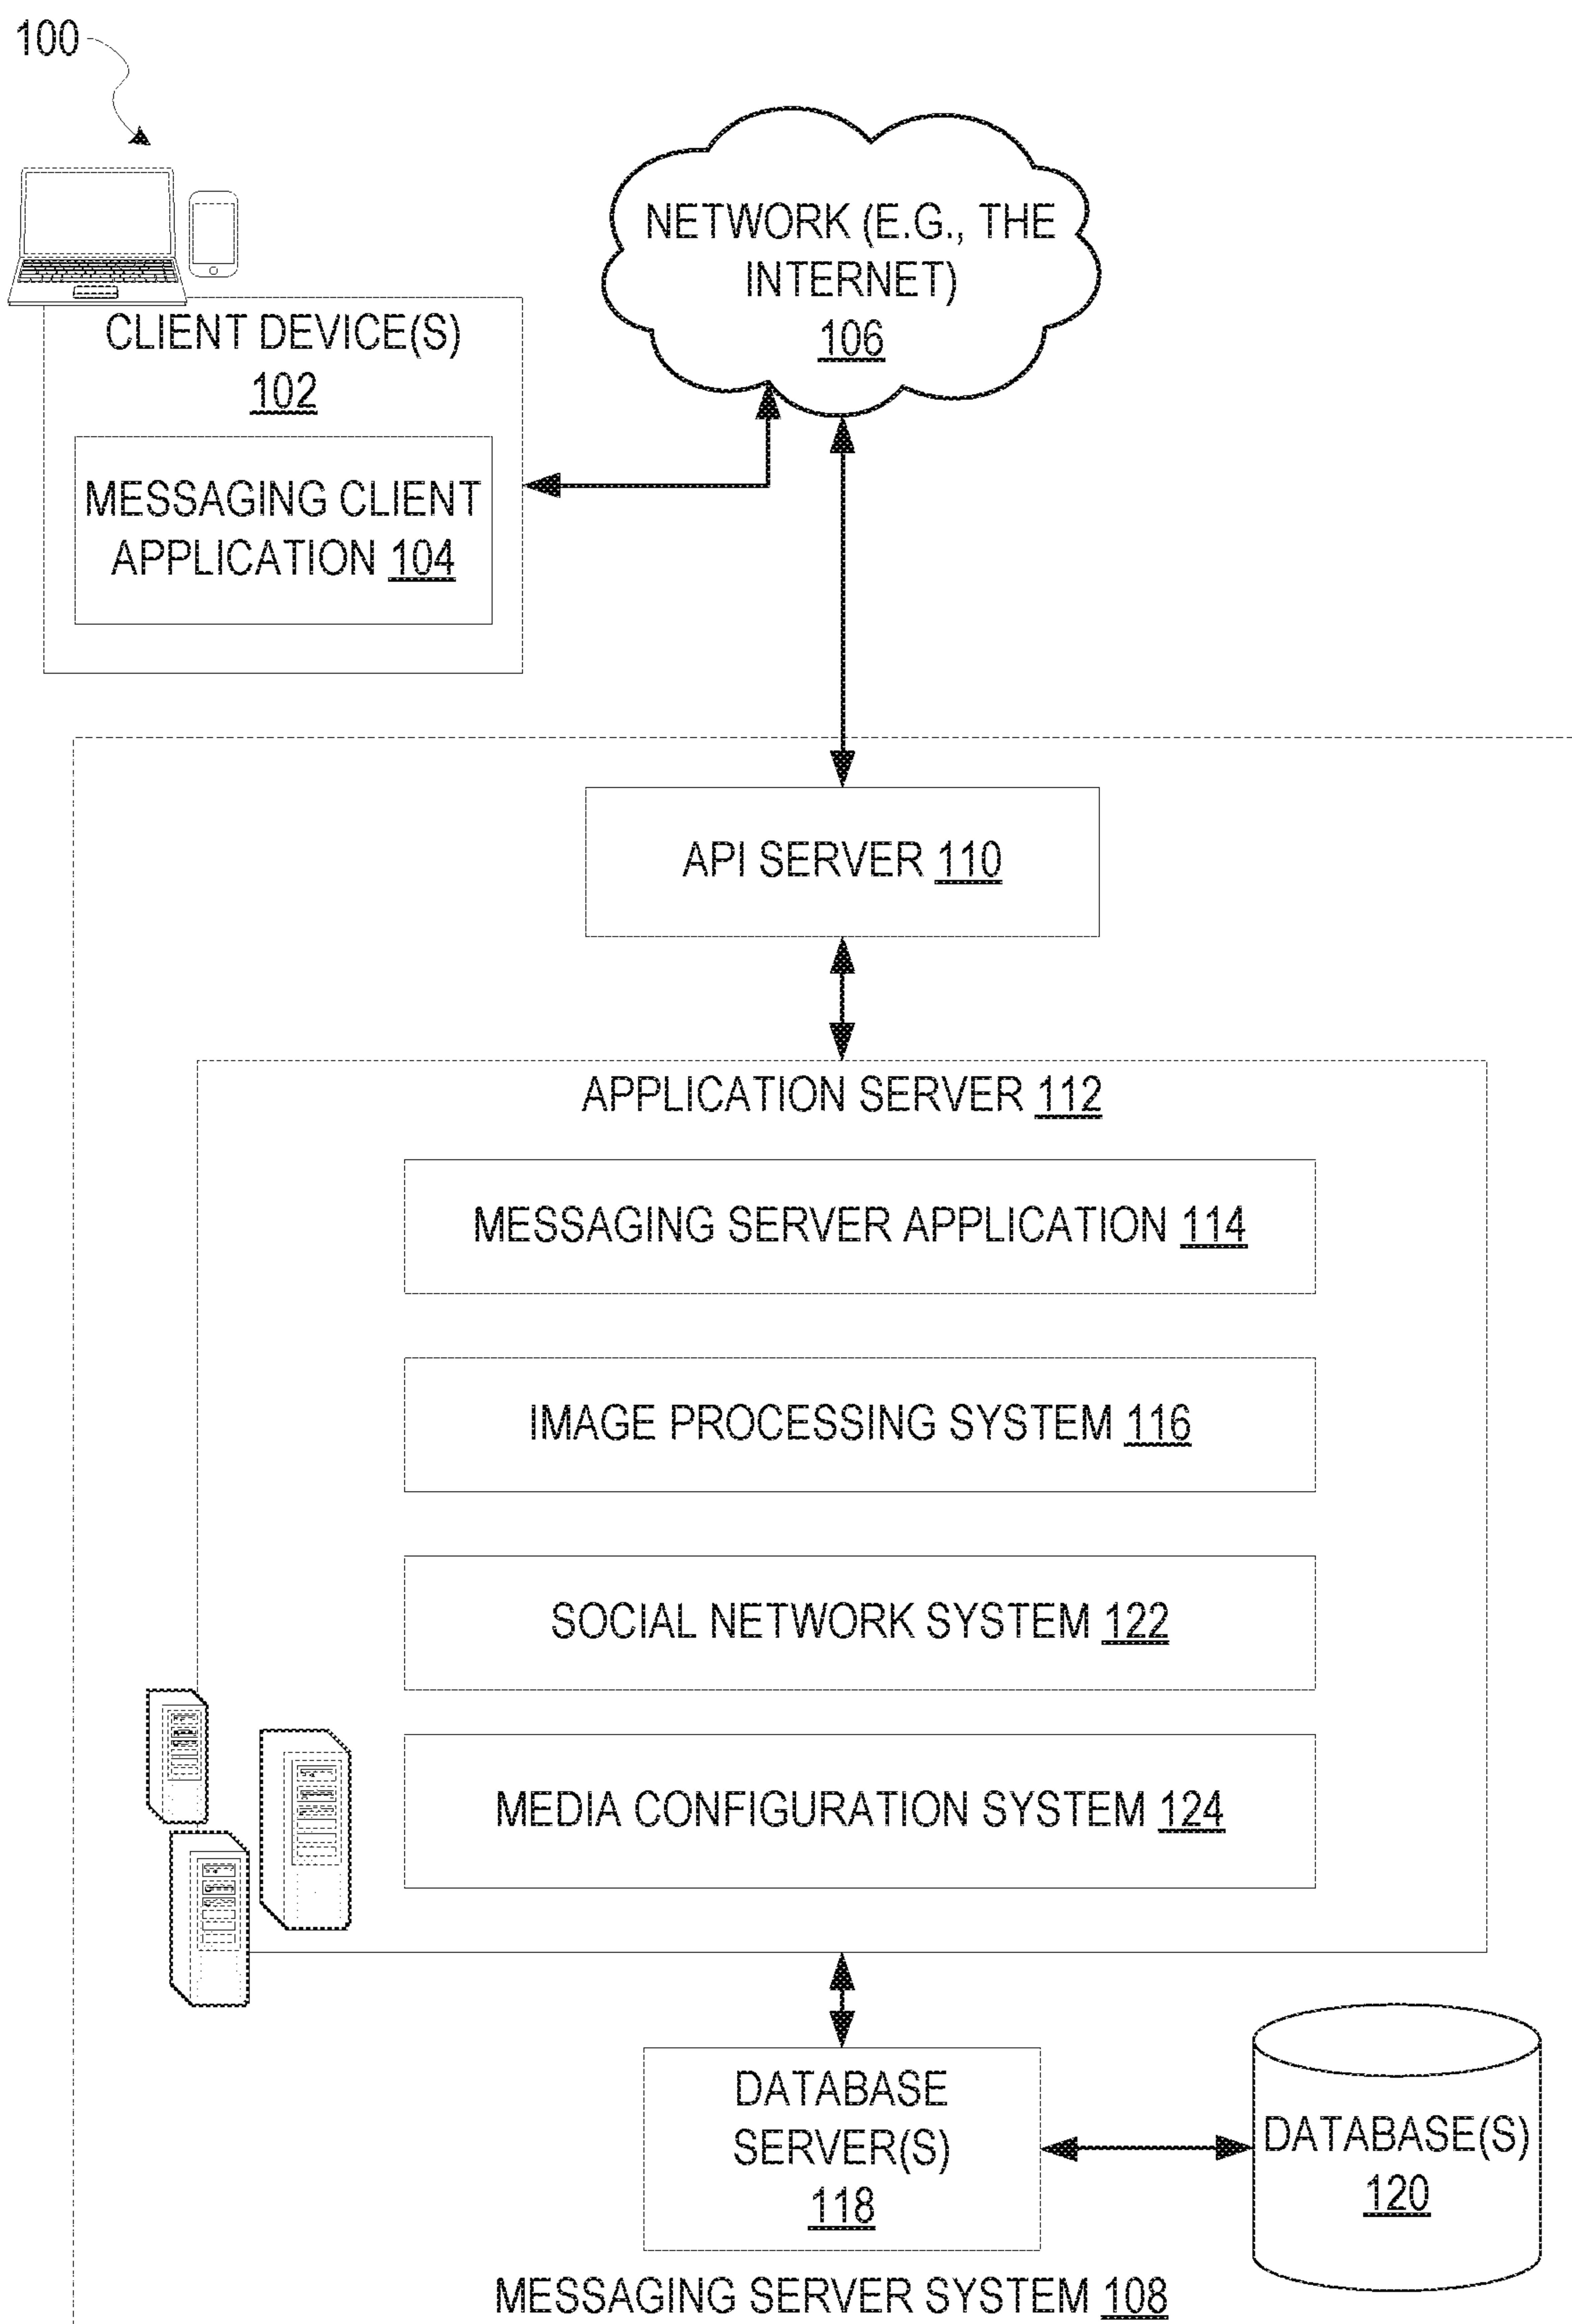 100
NETWORK (E.G., THE
INTERNET)
106
CLIENT DEVICE(S)
102
MESSAGING CLIENT
APPLICATION 104
API SERVER 110
APPLICATION SERVER 112
MESSAGING SERVER APPLICATION 114
IMAGE PROCESSING SYSTEM 116
SOCIAL NETWORK SYSTEM 122
MEDIA CONFIGURATION SYSTEM 124
DATABASE
SERVER(S)
118
DATABASE(S)
120
MESSAGING SERVER SYSTEM 108